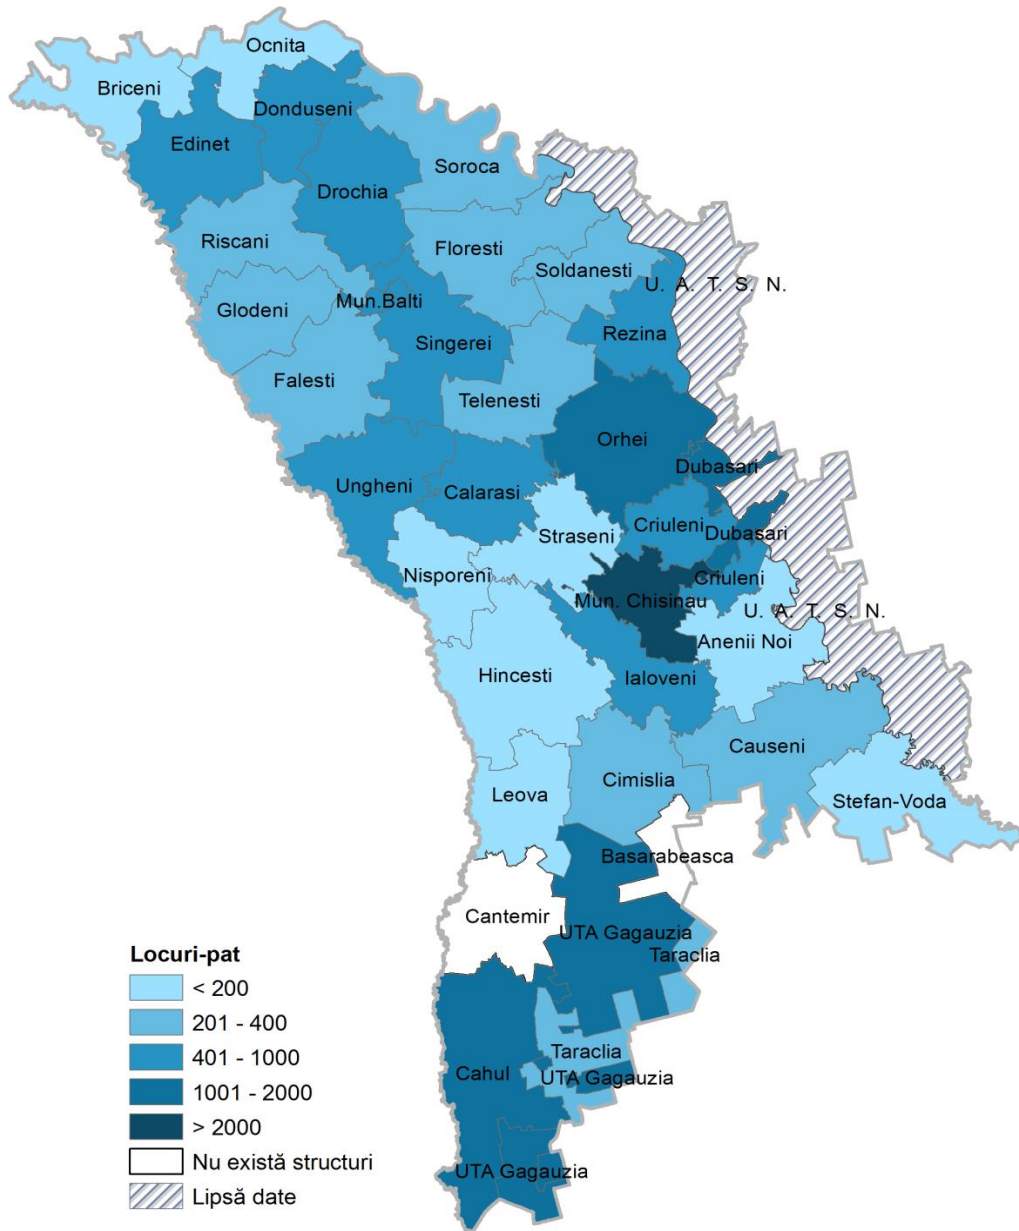 Ocnita
Briceni
Donduseni
Edinet
Soroca
Drochia
Riscani
Floresti
Soldanesti
U. A. T. S. N.
Mun.Balti
Glodeni
Rezina
Singerei
Falesti
Telenesti
Orhei
Dubasari
Ungheni
Calarasi
Criuleni
Dubasari
Straseni
Nisporeni
Criuleni
Mun. Chisinau
U. A. T. S. N.
Anenii Noi
Hincesti
Ialoveni
Causeni
Cimislia
Leova
Stefan-Voda
Basarabeasca
Cantemir
UTA Gagauzia
Taraclia
Taraclia
Cahul
UTA Gagauzia
UTA Gagauzia
Locuri-pat
< 200
201 - 400
401 - 1000
1001 - 2000
> 2000
Nu există structuri
Lipsă date